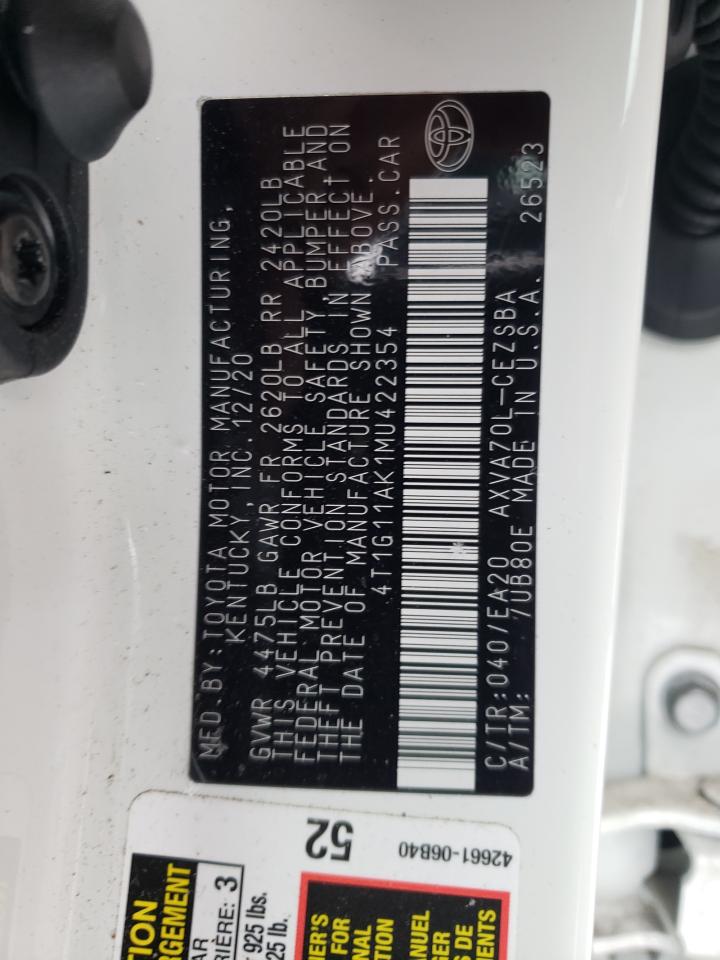 MFD.BY:TOYOTA MOTOR MANUFACTURING,
KENTUCKY, INC. 12/20
GVWR 4475LB GAWR FR 2620LB RR 2420LB
THIS VEHICLE CONFORMS TO ALL APPLICABLE
FEDERAL MOTOR VEHICLE SAFETY, BUMPER AND
THEFT PREVENTION STANDARDS IN EFFECT ON
THE DATE OF MANUFACTURE SHOWN ABOVE.
4T1G11AK1MU422354 PASS.CAR
C/TR:040/EA20 AXVA70L-CEZSBA
A/TM: 7UB80E MADE IN U.S.A. 26523
52
42661-06B40
RIÈRE: 3
925 lbs.
25 lb.
FOR
MANUEL